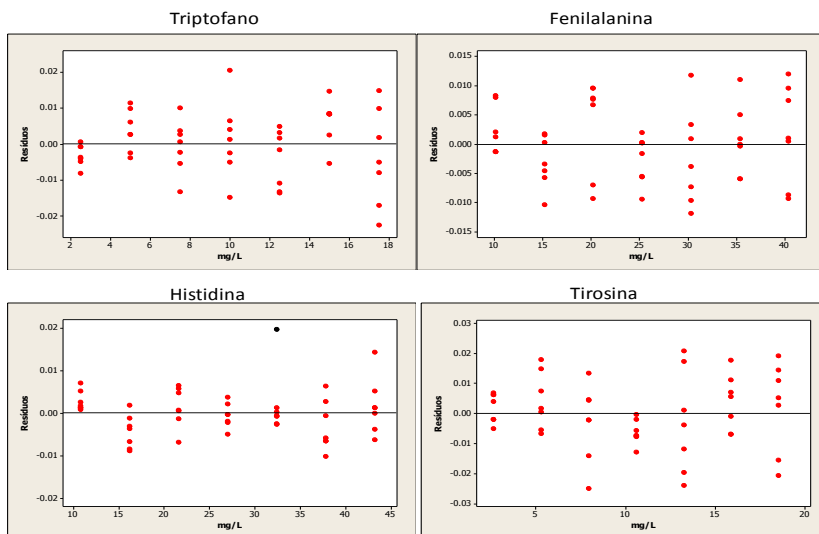 Triptofano
Fenilalanina
0.02
0.01
0.00
-0.01
-0.02
Resíduos
2 4 6 8 10 12 14 16 18
mg/L
0.015
0.010
0.005
0.000
-0.005
-0.010
-0.015
Resíduos
10 15 20 25 30 35 40
mg/L
Histidina
Tirosina
0.02
0.01
0.00
-0.01
-0.02
Resíduos
10 15 20 25 30 35 40 45
mg/L
0.03
0.02
0.01
0.00
-0.01
-0.02
-0.03
Resíduos
5 10 15 20
mg/L